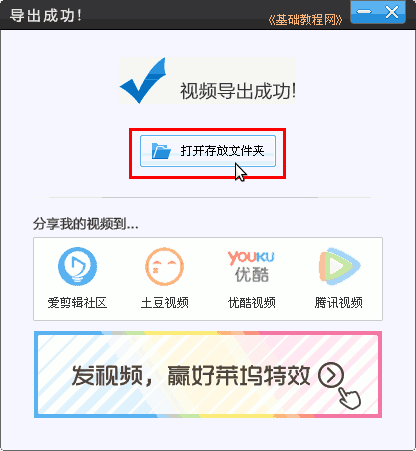 导出成功!
《基础教程网》
视频导出成功!
打开存放文件夹
分享我的视频到...
YOUKU
优酷
爱剪辑社区 土豆视频 优酷视频 腾讯视频
发视频，赢好莱坞特效